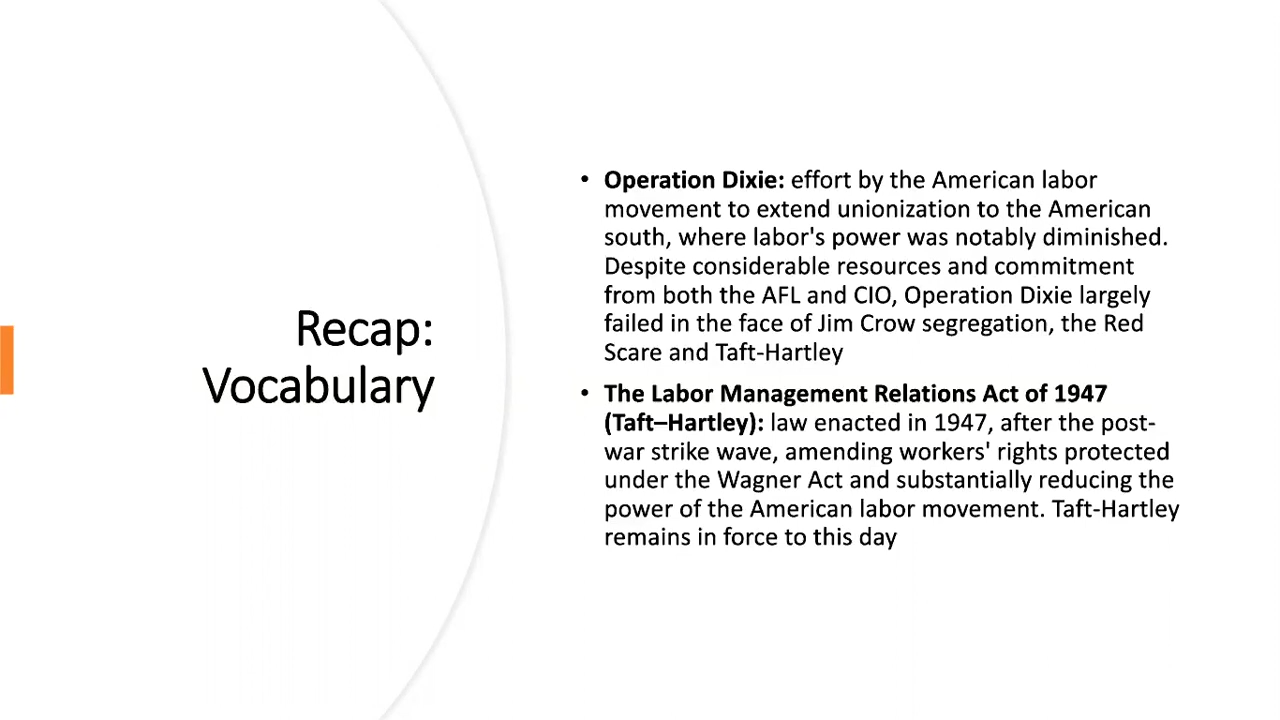 Recap:
Vocabulary
• Operation Dixie: effort by the American labor
movement to extend unionization to the American
south, where labor's power was notably diminished.
Despite considerable resources and commitment
from both the AFL and CIO, Operation Dixie largely
failed in the face of Jim Crow segregation, the Red
Scare and Taft-Hartley
• The Labor Management Relations Act of 1947
(Taft–Hartley): law enacted in 1947, after the post-
war strike wave, amending workers' rights protected
under the Wagner Act and substantially reducing the
power of the American labor movement. Taft-Hartley
remains in force to this day